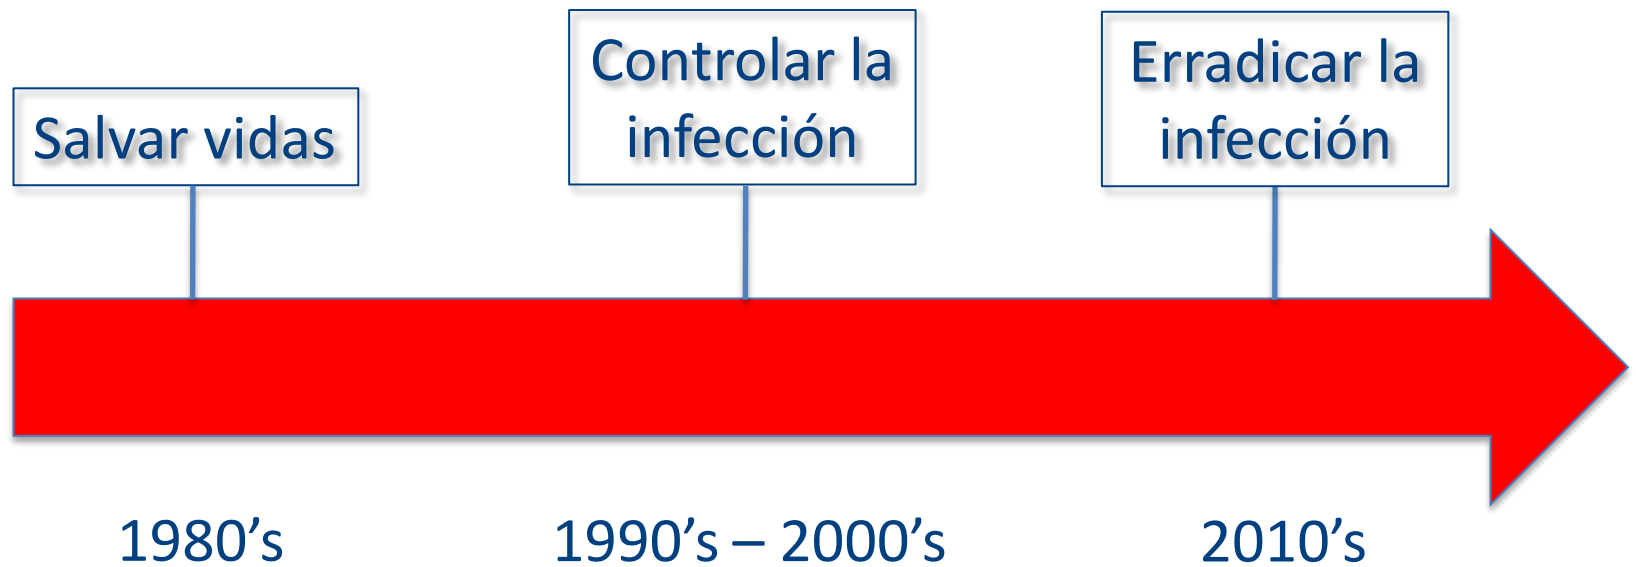 Salvar vidas
Controlar la
infección
Erradicar la
infección
1980’s
1990’s – 2000’s
2010’s